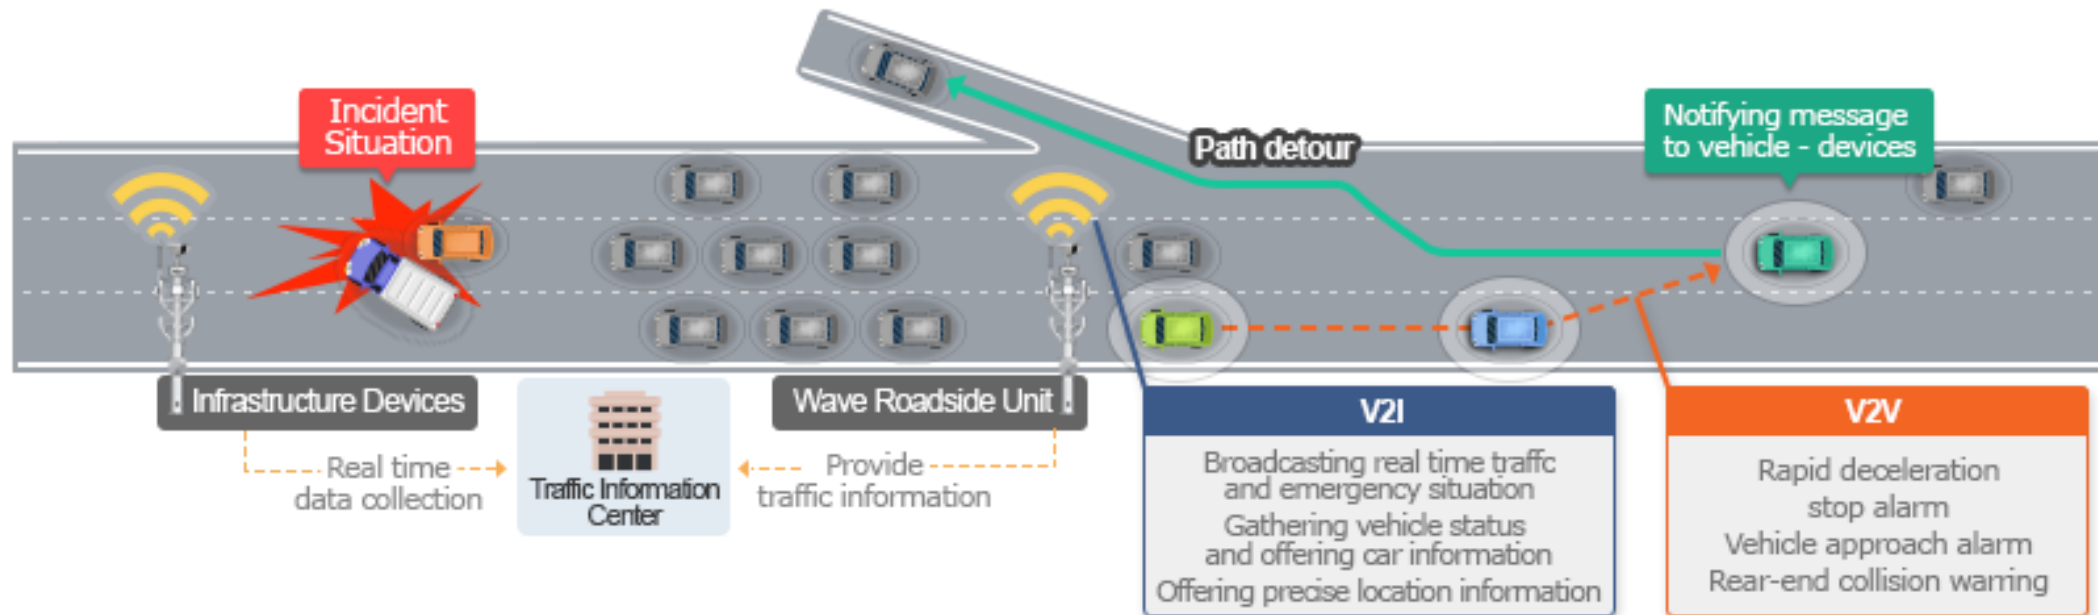 Incident
Situation
Path detour
Notifying message
to vehicle - devices
Infrastructure Devices
Wave Roadside Unit
Real time
data collection
Traffic Information
Center
Provide
traffic information
V2I
Broadcasting real time traffc
and emergency situation
Gathering vehicle status
and offering car information
Offering precise location information
V2V
Rapid deceleration
stop alarm
Vehicle approach alarm
Rear-end collision warring